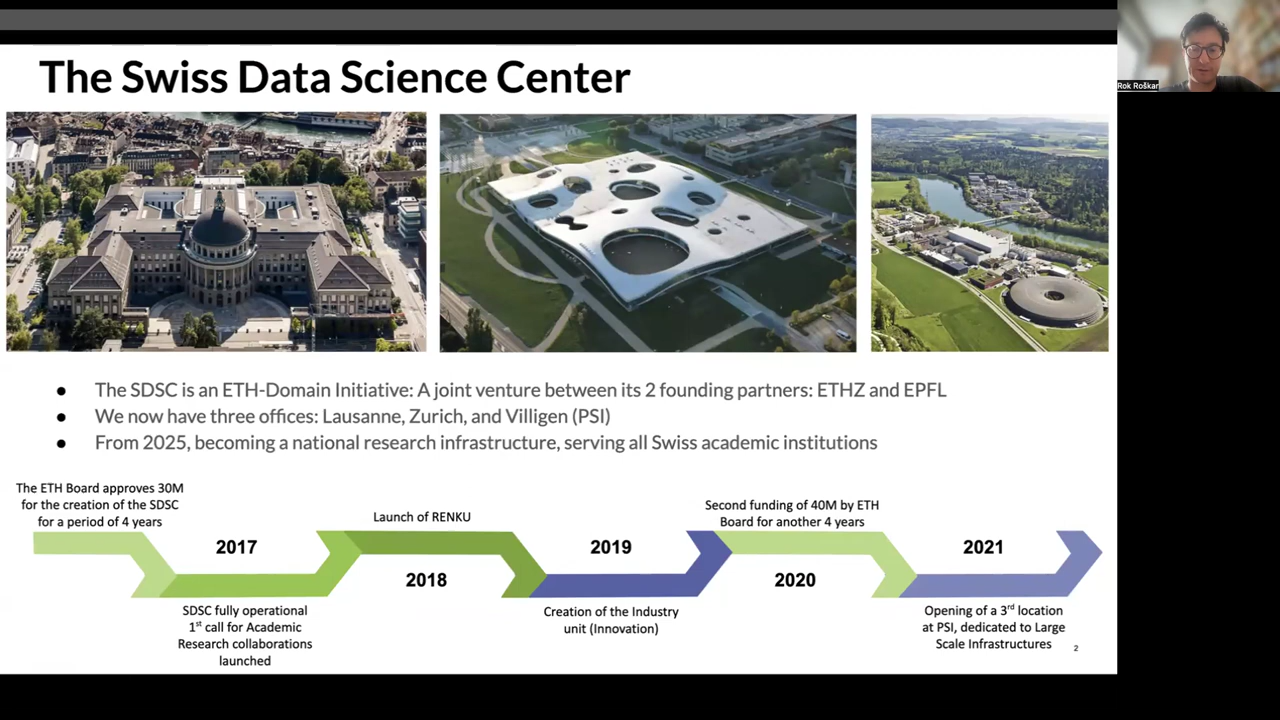 The Swiss Data Science Center
Rok Roškar
● The SDSC is an ETH-Domain Initiative: A joint venture between its 2 founding partners: ETHZ and EPFL
● We now have three offices: Lausanne, Zurich, and Villigen (PSI)
● From 2025, becoming a national research infrastructure, serving all Swiss academic institutions
The ETH Board approves 30M
for the creation of the SDSC
for a period of 4 years
2017
SDSC fully operational
1st call for Academic
Research collaborations
launched
Launch of RENKU
2018
2019
Creation of the Industry
unit (Innovation)
Second funding of 40M by ETH
Board for another 4 years
2020
2021
Opening of a 3rd location
at PSI, dedicated to Large
Scale Infrastructures
2